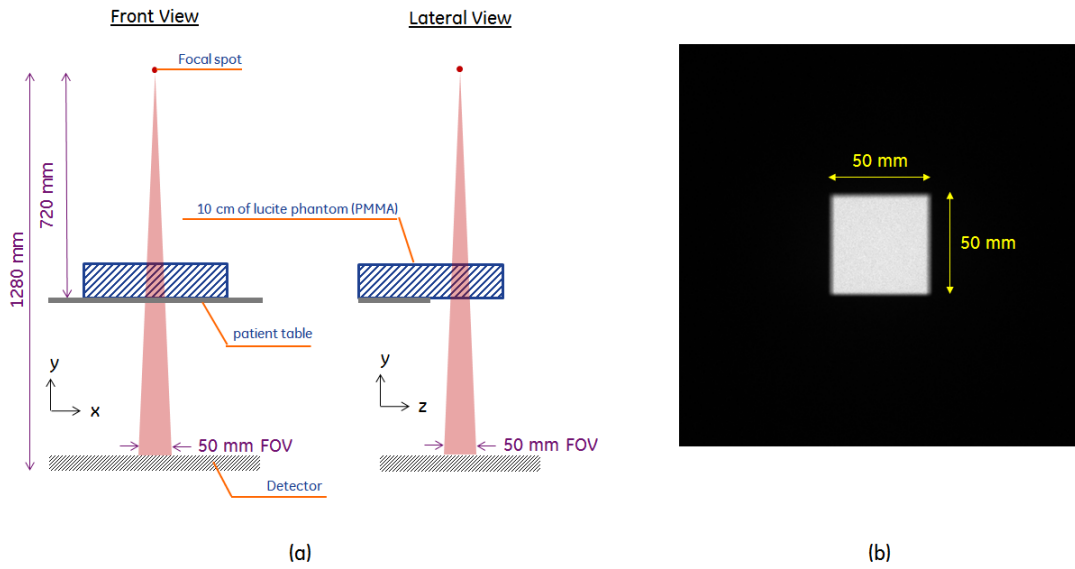 Front View
Lateral View
Focal spot
1280 mm
720 mm
10 cm of lucite phantom (PMMA)
patient table
y
x
y
z
50 mm FOV
50 mm FOV
Detector
(a)
50 mm
50 mm
(b)